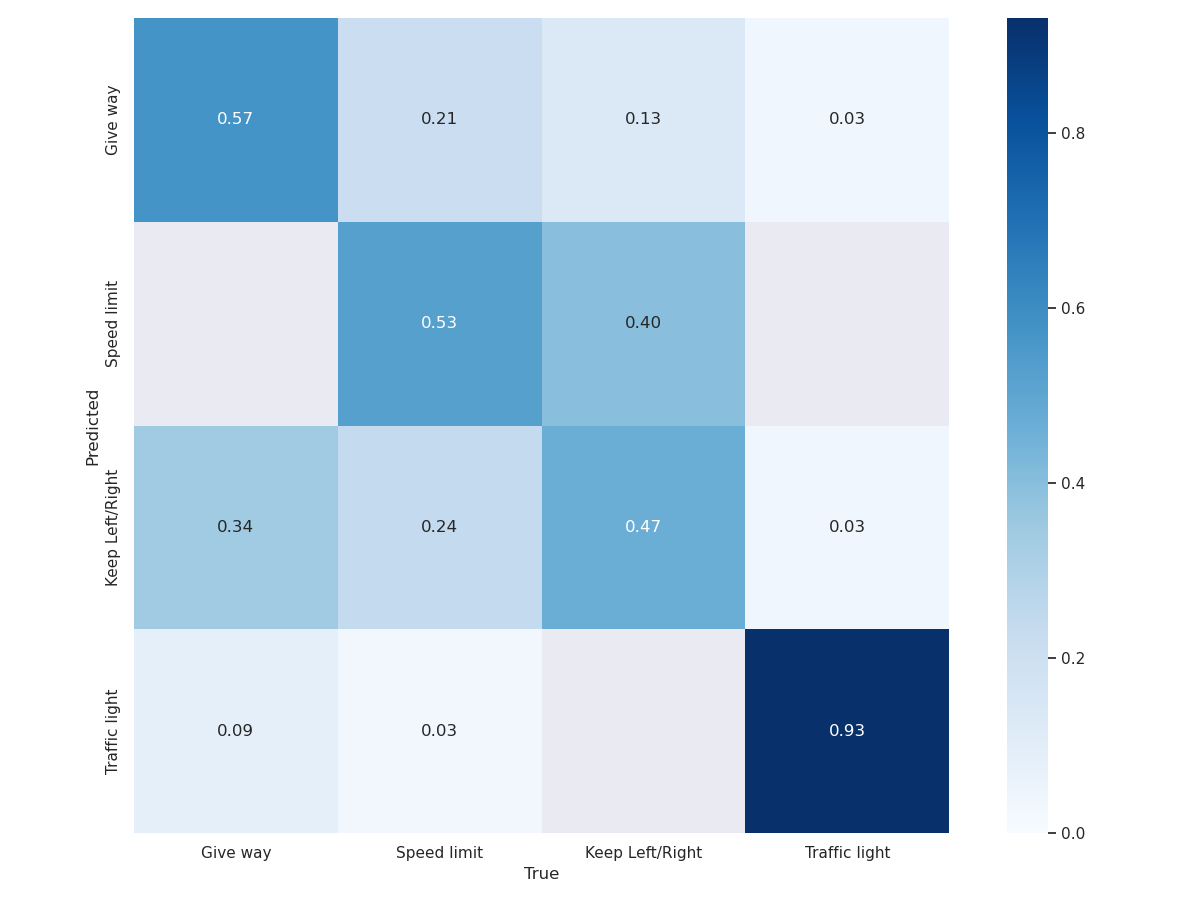 Give way
0.57 0.21 0.13 0.03
Speed limit
0.53 0.40
Predicted
Keep Left/Right
0.34 0.24 0.47 0.03
Traffic light
0.09 0.03 0.93
Give way Speed limit Keep Left/Right Traffic light
True
0.8
0.6
0.4
0.2
0.0